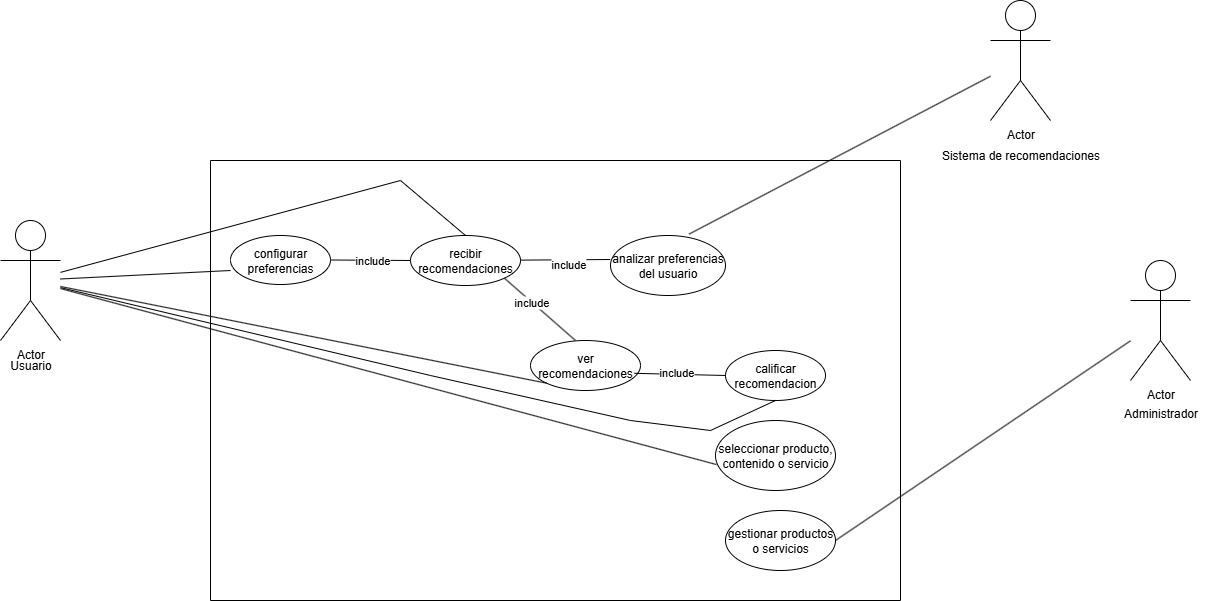 Actor
Sistema de recomendaciones
configurar
preferencias
include
recibir
recomendaciones
include
analizar preferencias
del usuario
include
Actor
Usuario
ver
recomendaciones
include
calificar
recomendacion
Actor
Administrador
seleccionar producto,
contenido o servicio
gestionar productos
o servicios